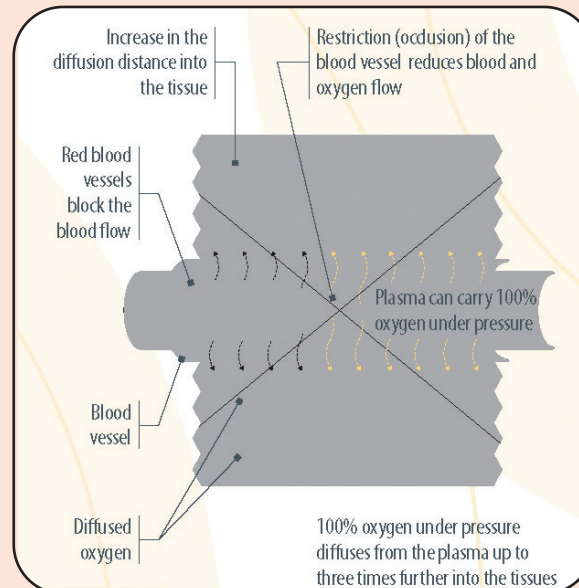 Increase in the
diffusion distance into
the tissue
Restriction (occlusion) of the
blood vessel reduces blood and
oxygen flow
Red blood
vessels
block the
blood flow
Plasma can carry 100%
oxygen under pressure
Blood
vessel
Diffused
oxygen
100% oxygen under pressure
diffuses from the plasma up to
three times further into the tissues